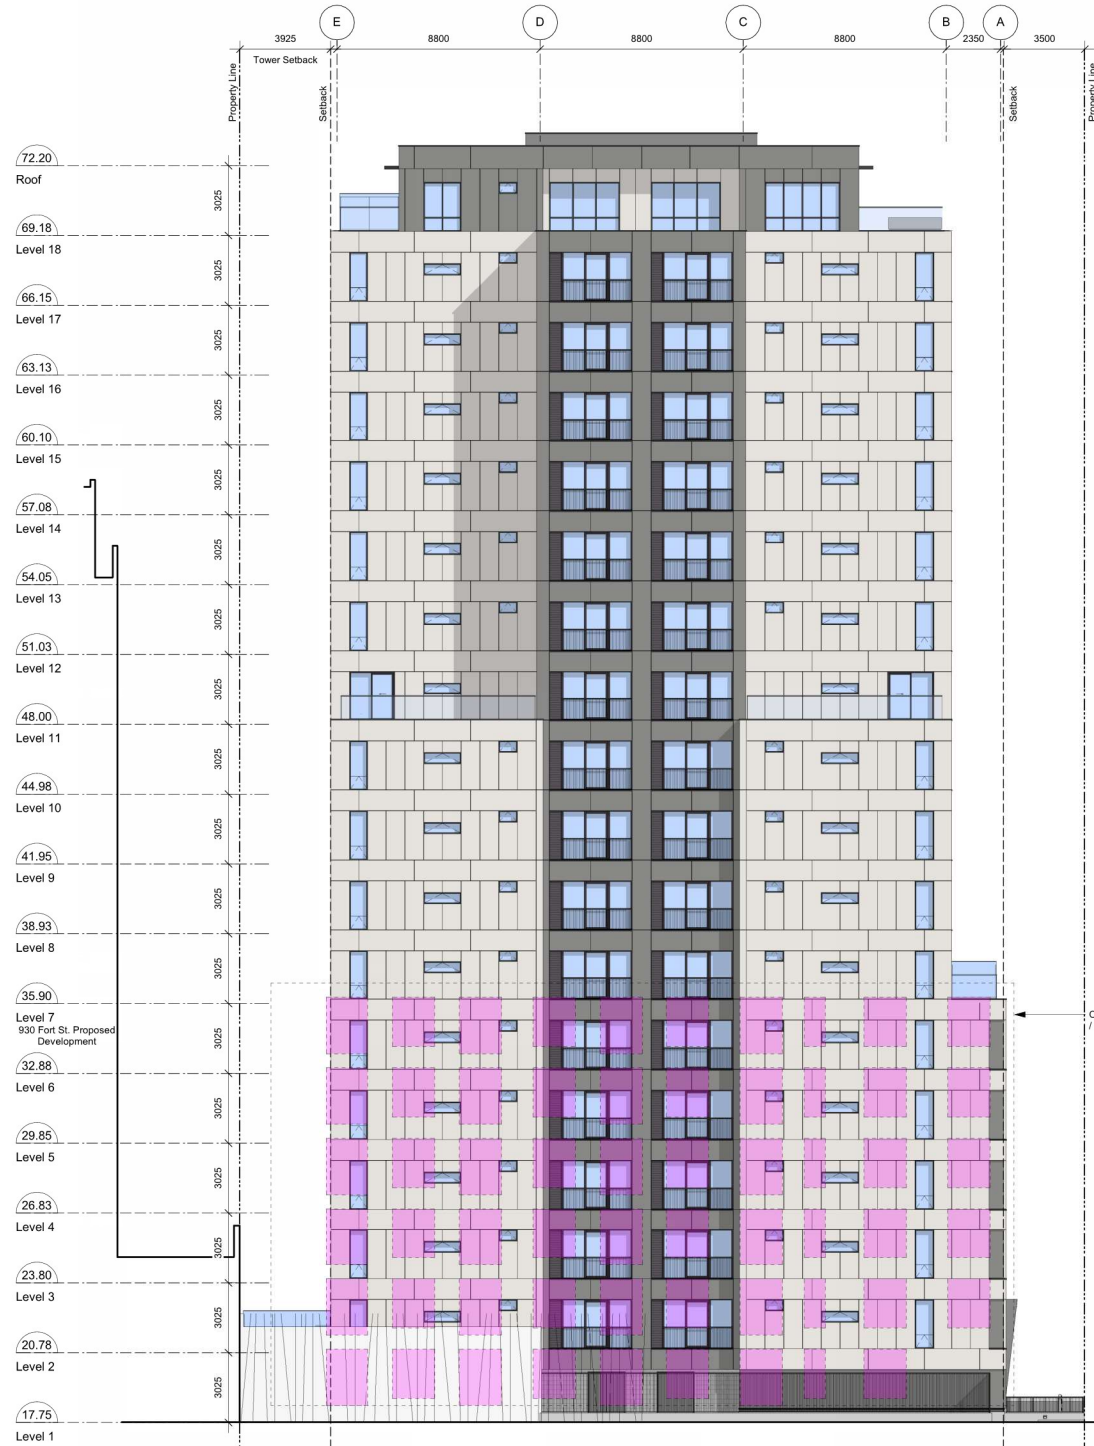 E D C B A
3925 8800 8800 8800 2350 3500
Tower Setback
Property Line
Setback
Setback
Property Line
72.20
Roof
3025
69.18
Level 18
3025
66.15
Level 17
3025
63.13
Level 16
3025
60.10
Level 15
3025
57.08
Level 14
3025
54.05
Level 13
3025
51.03
Level 12
3025
48.00
Level 11
3025
44.98
Level 10
3025
41.95
Level 9
3025
38.93
Level 8
3025
35.90
Level 7
930 Fort St. Proposed
Development
3025
32.88
Level 6
3025
29.85
Level 5
3025
26.83
Level 4
3025
23.80
Level 3
3025
20.78
Level 2
3025
17.75
Level 1